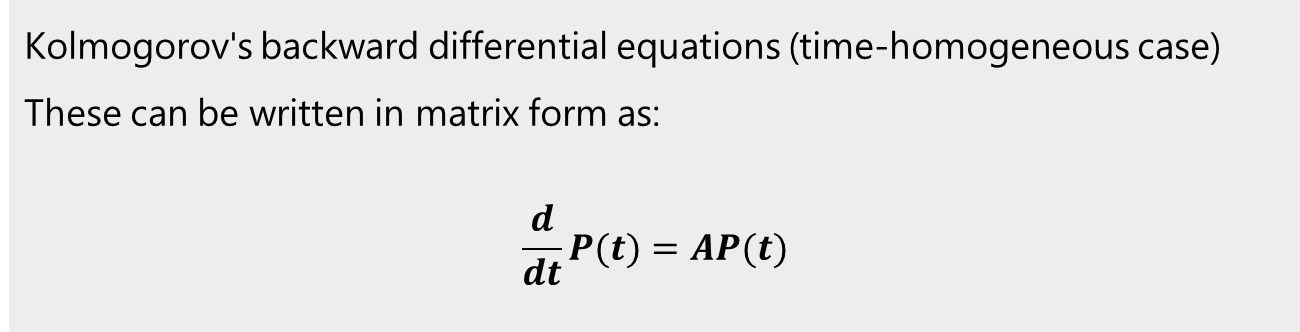 Kolmogorov's backward differential equations (time-homogeneous case)
These can be written in matrix form as:
d/dt P(t) = AP(t)